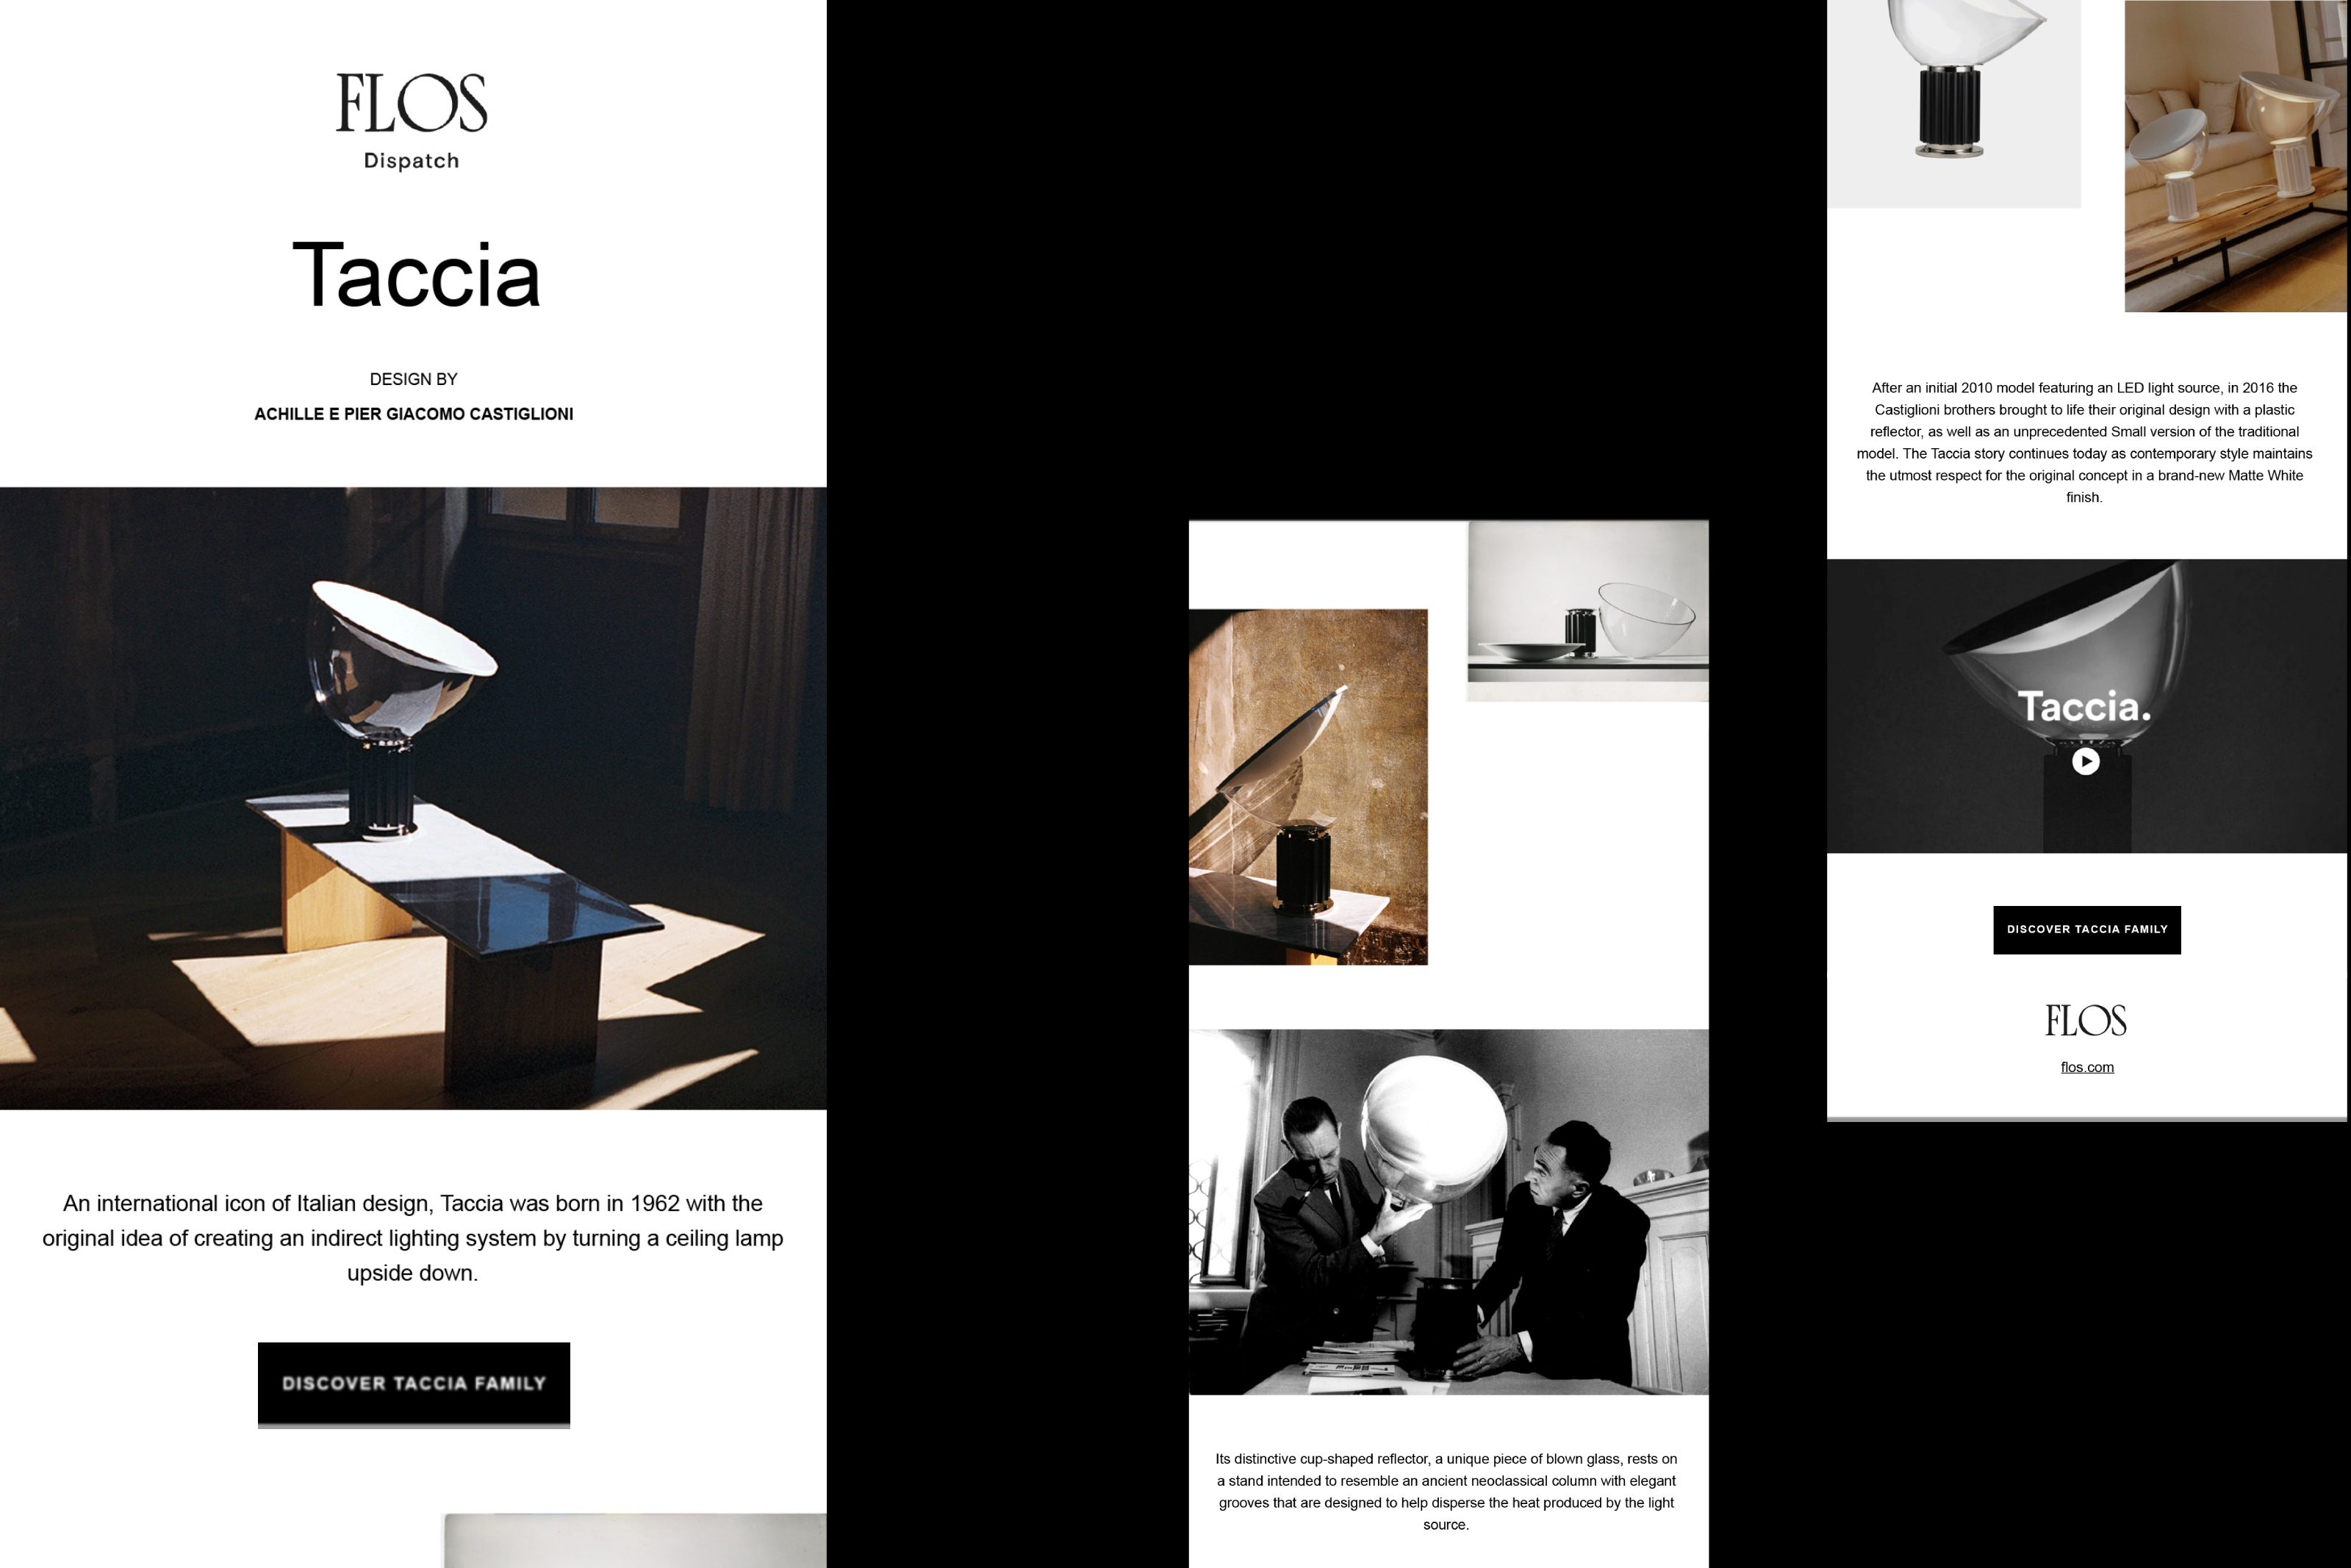 FLOS
Dispatch
Taccia
DESIGN BY
ACHILLE E PIER GIACOMO CASTIGLIONI
An international icon of Italian design, Taccia was born in 1962 with the
original idea of creating an indirect lighting system by turning a ceiling lamp
upside down.
DISCOVER TACCIA FAMILY
Its distinctive cup-shaped reflector, a unique piece of blown glass, rests on
a stand intended to resemble an ancient neoclassical column with elegant
grooves that are designed to help disperse the heat produced by the light
source.
After an initial 2010 model featuring an LED light source, in 2016 the
Castiglioni brothers brought to life their original design with a plastic
reflector, as well as an unprecedented Small version of the traditional
model. The Taccia story continues today as contemporary style maintains
the utmost respect for the original concept in a brand-new Matte White
finish.
Taccia.
DISCOVER TACCIA FAMILY
FLOS
flos.com